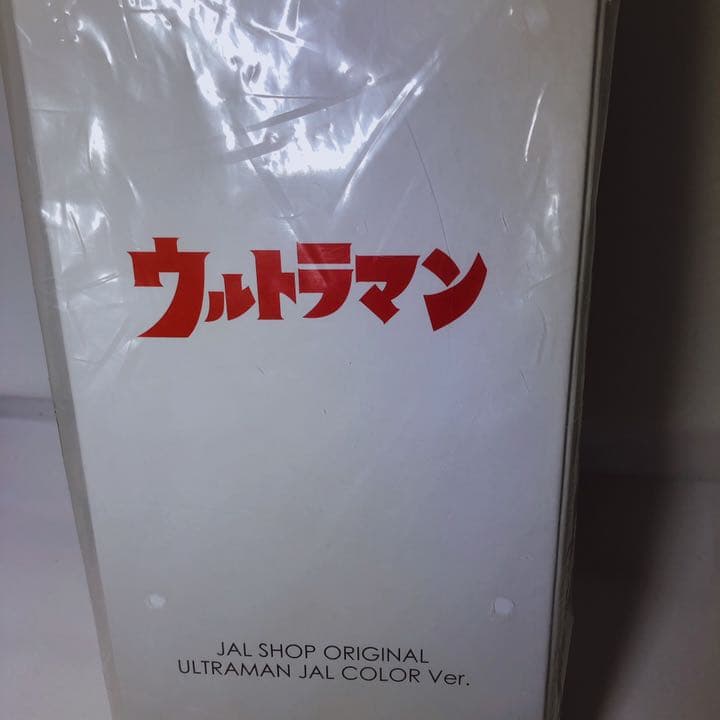 ウルトラマン
JAL SHOP ORIGINAL
ULTRAMAN JAL COLOR Ver.